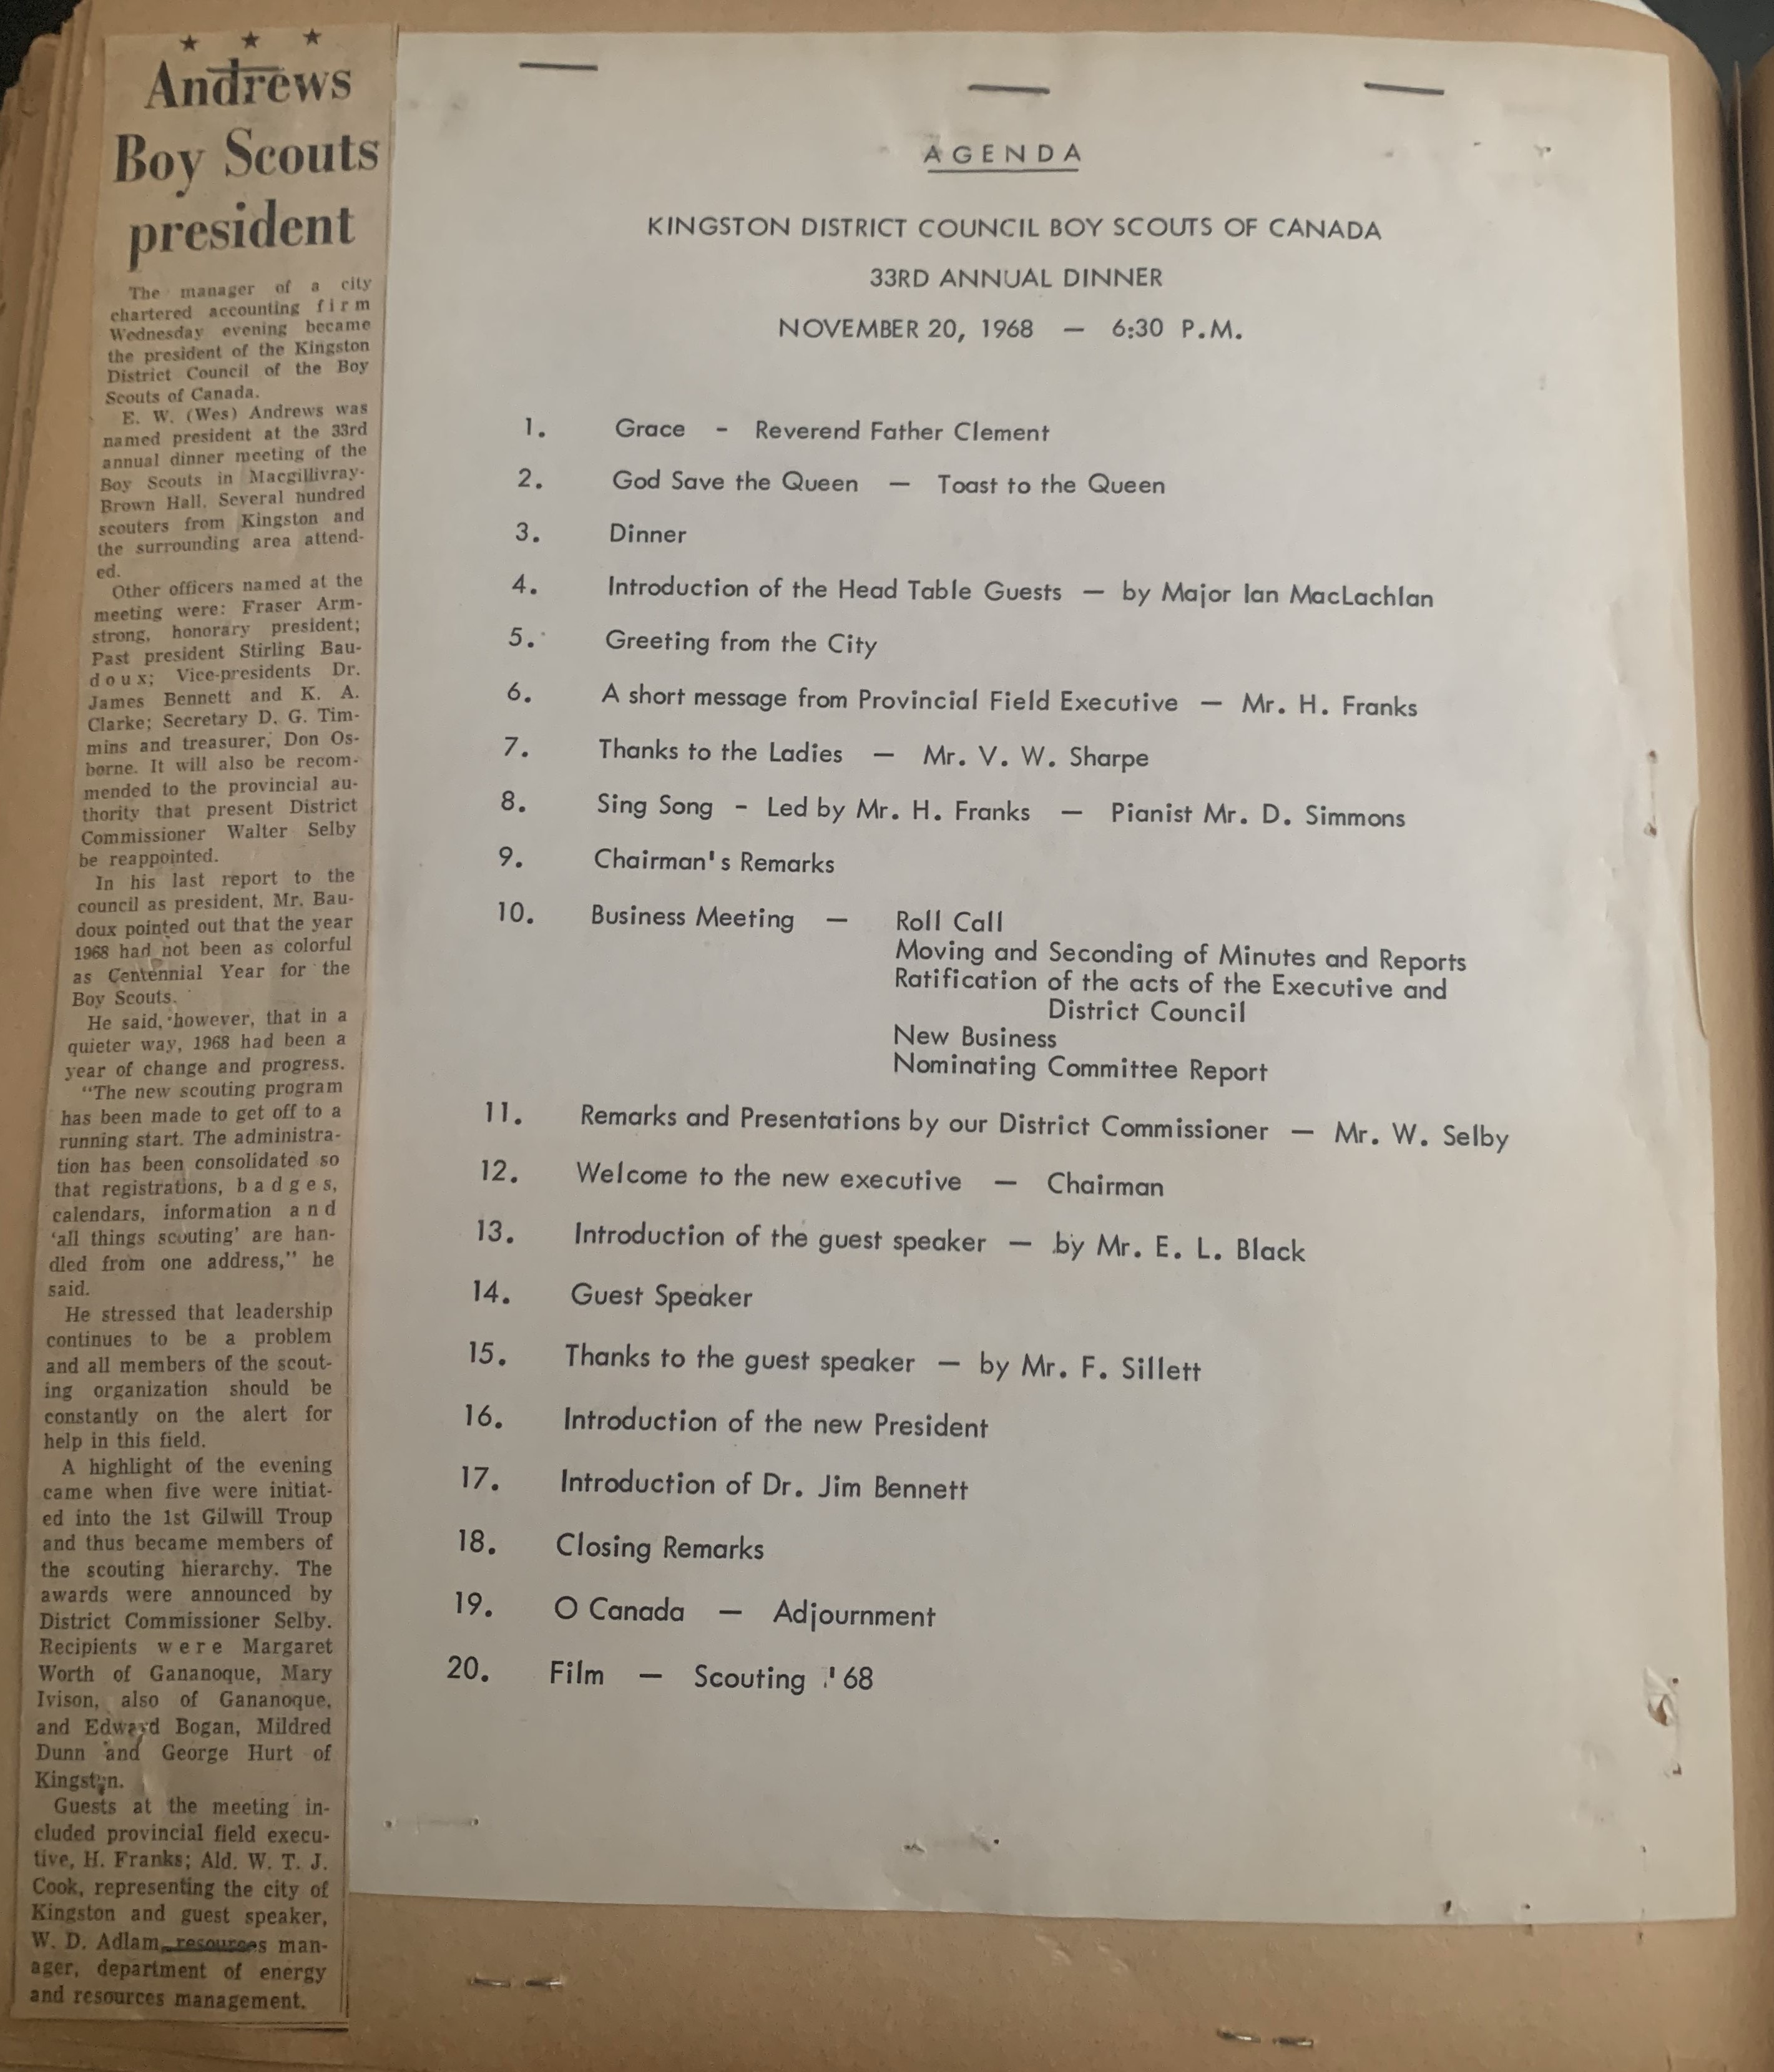 ★ ★ ★
Andrews
Boy Scouts
president
The manager of a city
chartered accounting firm
Wednesday evening became
the president of the Kingston
District Council of the Boy
Scouts of Canada.
E. W. (Wes) Andrews was
named president at the 33rd
annual dinner meeting of the
Boy Scouts in Macgillivray-
Brown Hall. Several hundred
scouters from Kingston and
the surrounding area attend-
ed.
Other officers named at the
meeting were: Fraser Arm-
strong, honorary president;
Past president Stirling Bau-
doux; Vice-presidents Dr.
James Bennett and K. A.
Clarke; Secretary D. G. Tim-
mins and treasurer, Don Os-
borne. It will also be recom-
mended to the provincial au-
thority that present District
Commissioner Walter Selby
be reappointed.
In his last report to the
council as president, Mr. Bau-
doux pointed out that the year
1968 had not been as colorful
as Centennial Year for the
Boy Scouts.
He said, however, that in a
quieter way, 1968 had been a
year of change and progress.
"The new scouting program
has been made to get off to a
running start. The administra-
tion has been consolidated so
that registrations, badges,
calendars, information and
'all things scouting' are han-
dled from one address," he
said.
He stressed that leadership
continues to be a problem
and all members of the scout-
ing organization should be
constantly on the alert for
help in this field.
A highlight of the evening
came when five were initiat-
ed into the 1st Gilwill Troup
and thus became members of
the scouting hierarchy. The
awards were announced by
District Commissioner Selby.
Recipients were Margaret
Worth of Gananoque, Mary
Ivison, also of Gananoque,
and Edward Bogan, Mildred
Dunn and George Hurt of
Kingston.
Guests at the meeting in-
cluded provincial field execu-
tive, H. Franks; Ald. W. T. J.
Cook, representing the city of
Kingston and guest speaker,
W. D. Adlam, resources man-
ager, department of energy
and resources management.
AGENDA
KINGSTON DISTRICT COUNCIL BOY SCOUTS OF CANADA
33RD ANNUAL DINNER
NOVEMBER 20, 1968 — 6:30 P.M.
1. Grace - Reverend Father Clement
2. God Save the Queen — Toast to the Queen
3. Dinner
4. Introduction of the Head Table Guests — by Major Ian MacLachlan
5. Greeting from the City
6. A short message from Provincial Field Executive — Mr. H. Franks
7. Thanks to the Ladies — Mr. V. W. Sharpe
8. Sing Song - Led by Mr. H. Franks — Pianist Mr. D. Simmons
9. Chairman's Remarks
10. Business Meeting — Roll Call
Moving and Seconding of Minutes and Reports
Ratification of the acts of the Executive and
District Council
New Business
Nominating Committee Report
11. Remarks and Presentations by our District Commissioner — Mr. W. Selby
12. Welcome to the new executive — Chairman
13. Introduction of the guest speaker — by Mr. E. L. Black
14. Guest Speaker
15. Thanks to the guest speaker — by Mr. F. Sillett
16. Introduction of the new President
17. Introduction of Dr. Jim Bennett
18. Closing Remarks
19. O Canada — Adjournment
20. Film — Scouting '68